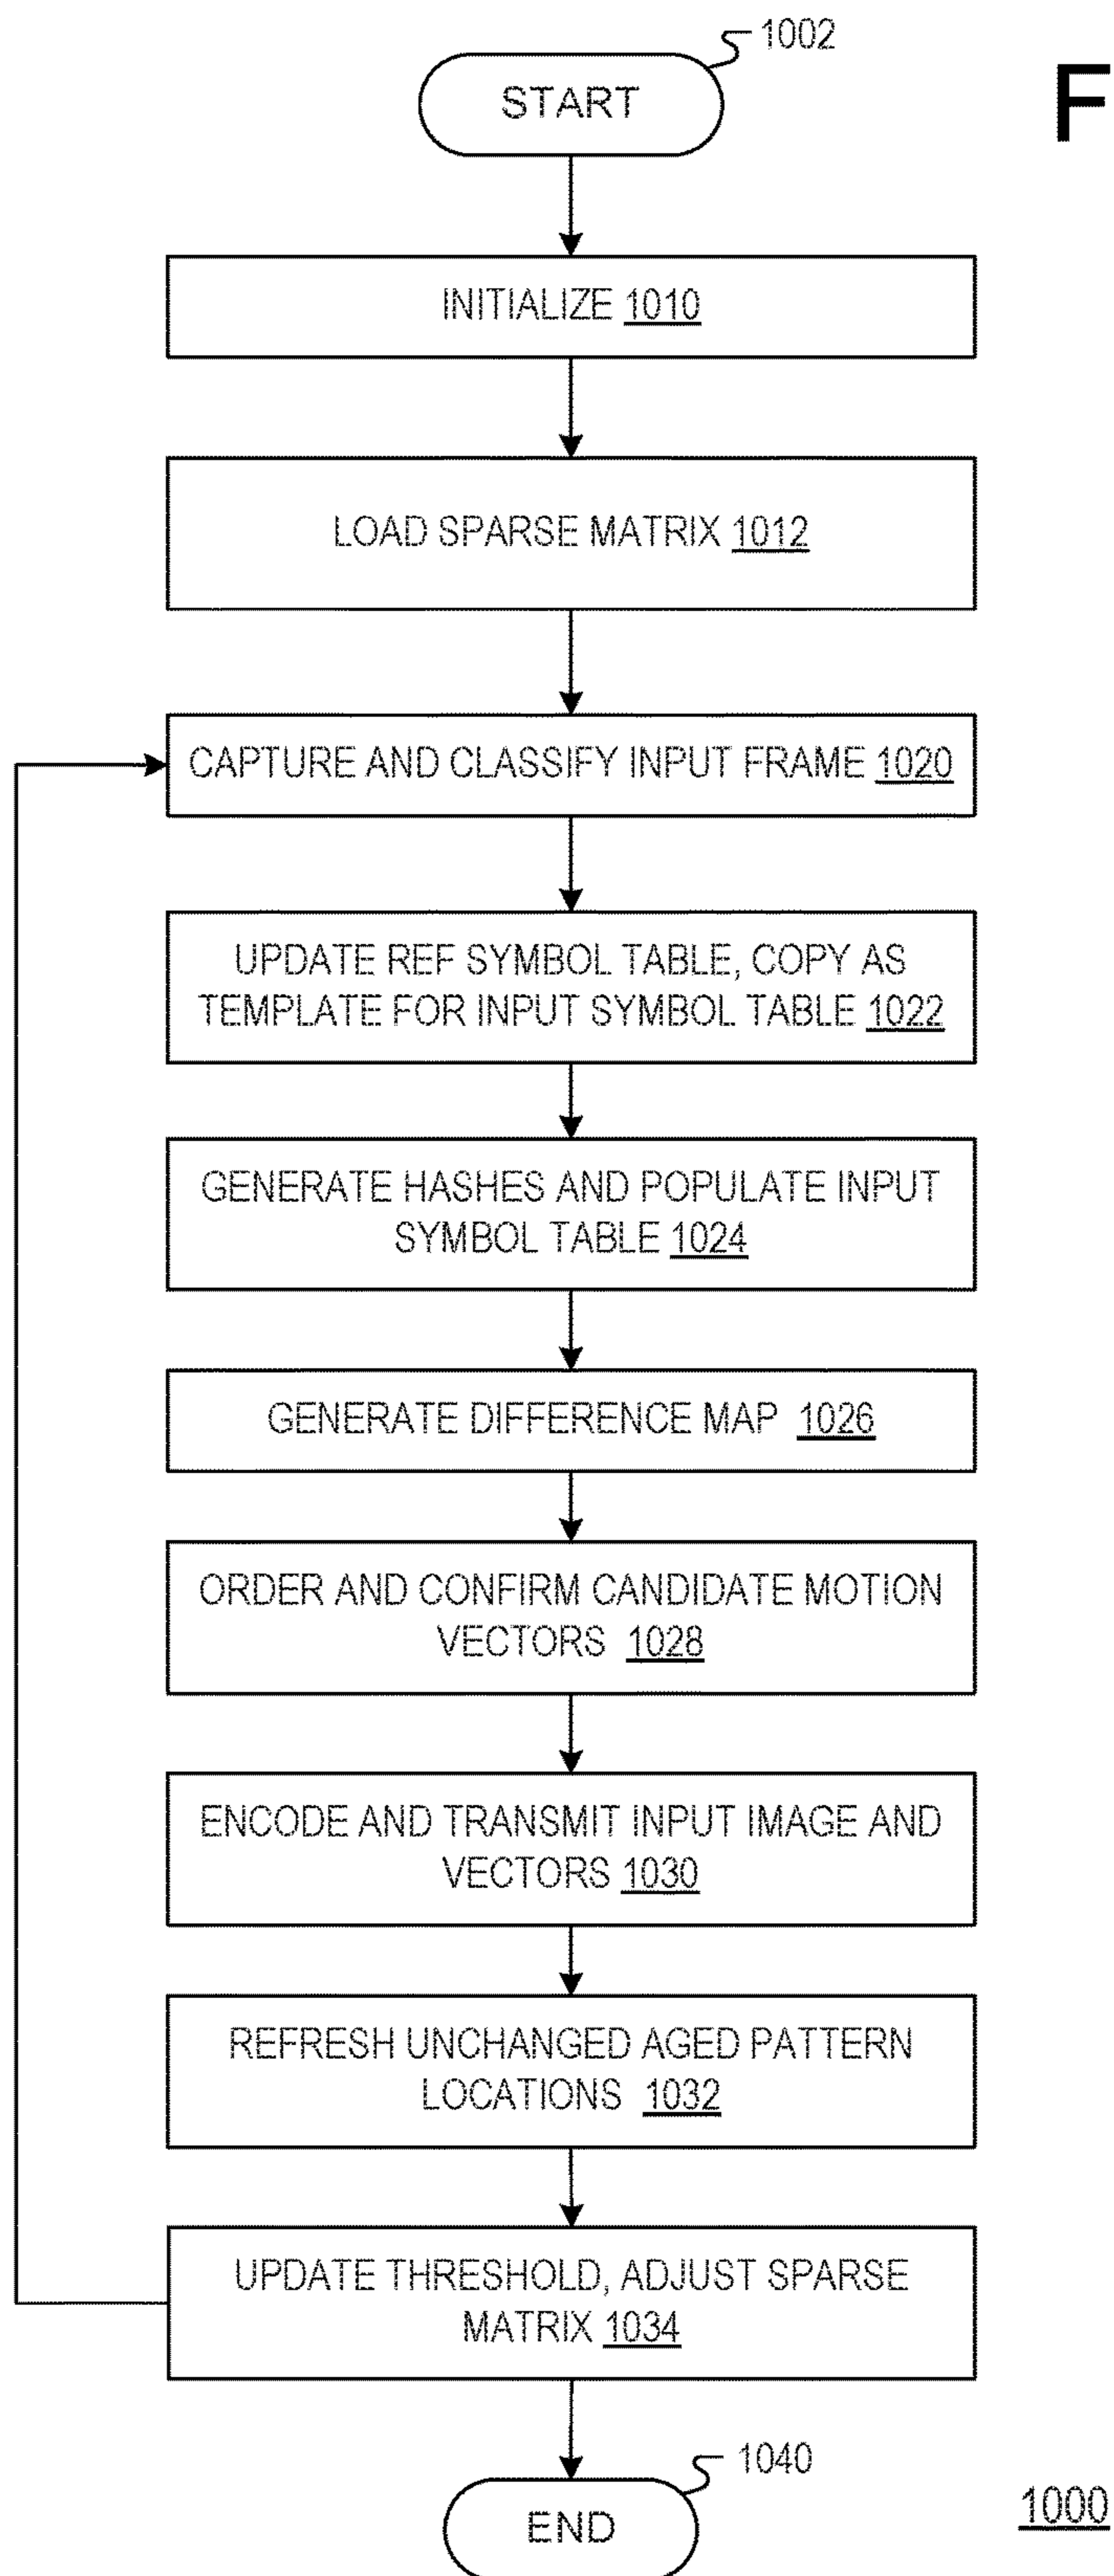 1002
START
F
INITIALIZE 1010
LOAD SPARSE MATRIX 1012
CAPTURE AND CLASSIFY INPUT FRAME 1020
UPDATE REF SYMBOL TABLE, COPY AS
TEMPLATE FOR INPUT SYMBOL TABLE 1022
GENERATE HASHES AND POPULATE INPUT
SYMBOL TABLE 1024
GENERATE DIFFERENCE MAP 1026
ORDER AND CONFIRM CANDIDATE MOTION
VECTORS 1028
ENCODE AND TRANSMIT INPUT IMAGE AND
VECTORS 1030
REFRESH UNCHANGED AGED PATTERN
LOCATIONS 1032
UPDATE THRESHOLD, ADJUST SPARSE
MATRIX 1034
1040
END
1000